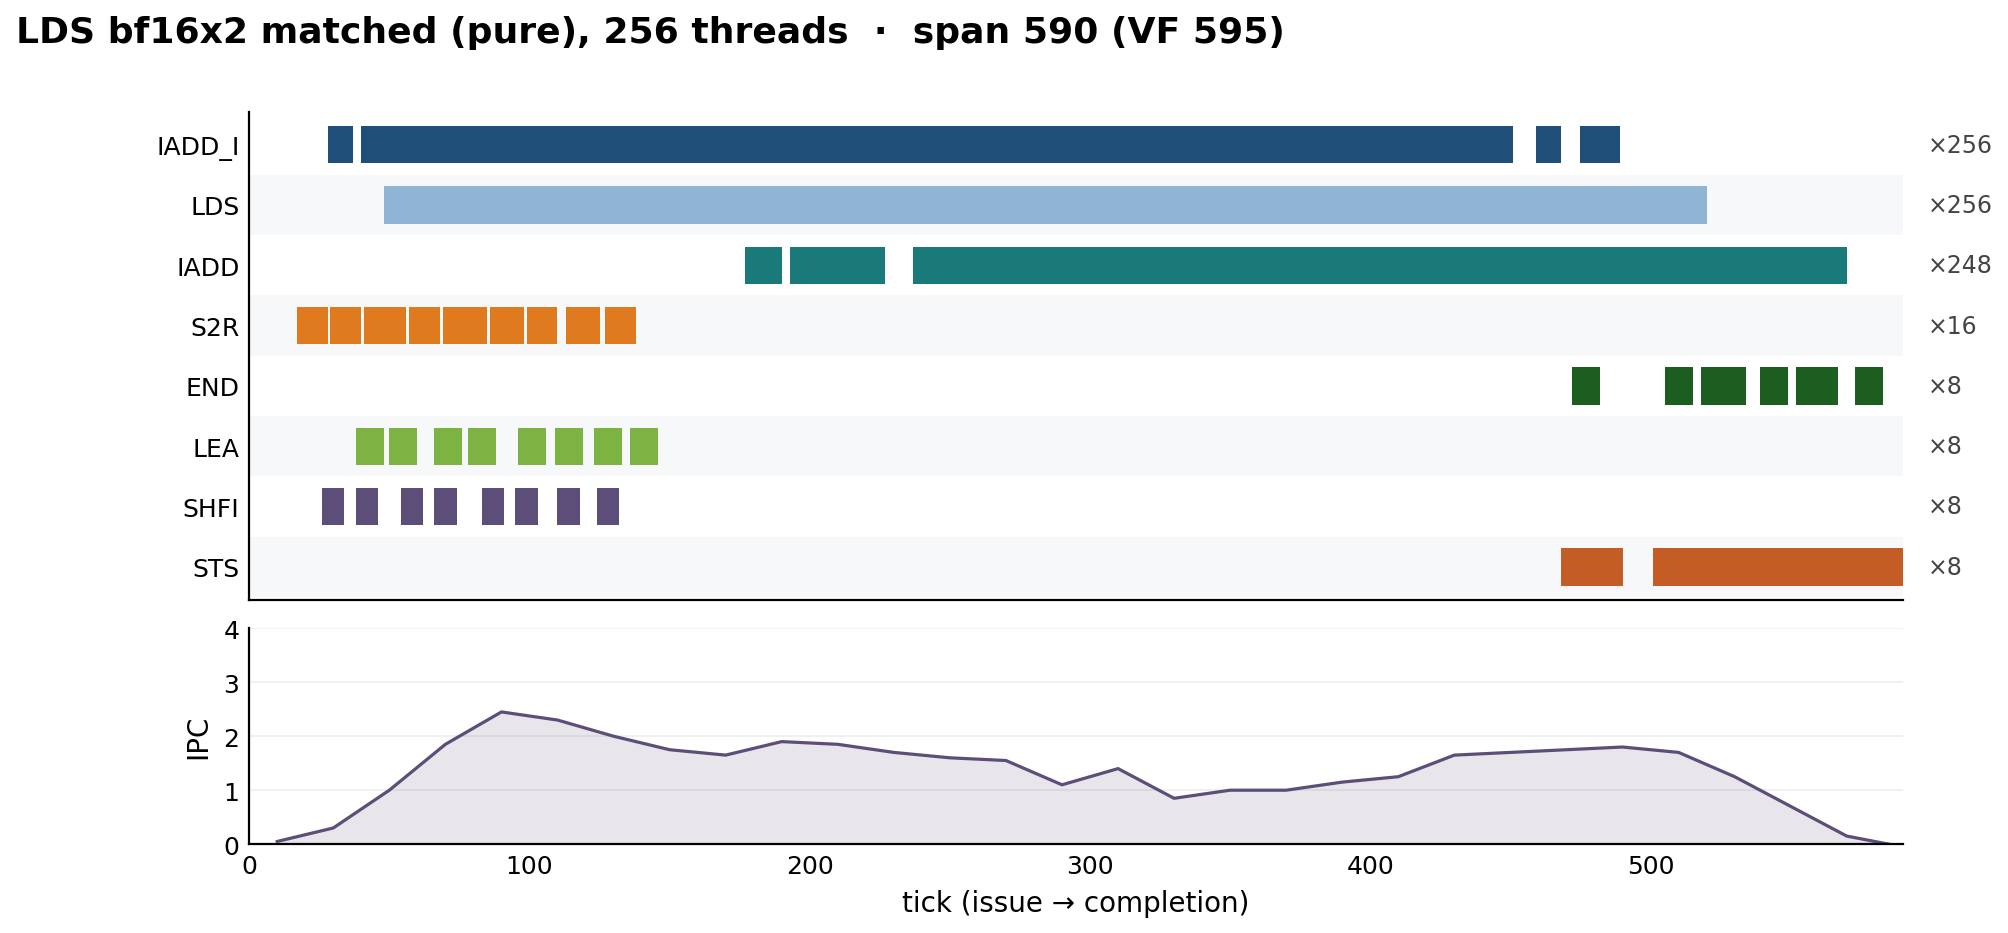 LDS bf16x2 matched (pure), 256 threads · span 590 (VF 595)
IADD_I ×256
LDS ×256
IADD ×248
S2R ×16
END ×8
LEA ×8
SHFI ×8
STS ×8
4
3
2
1
0
IPC
0 100 200 300 400 500
tick (issue → completion)